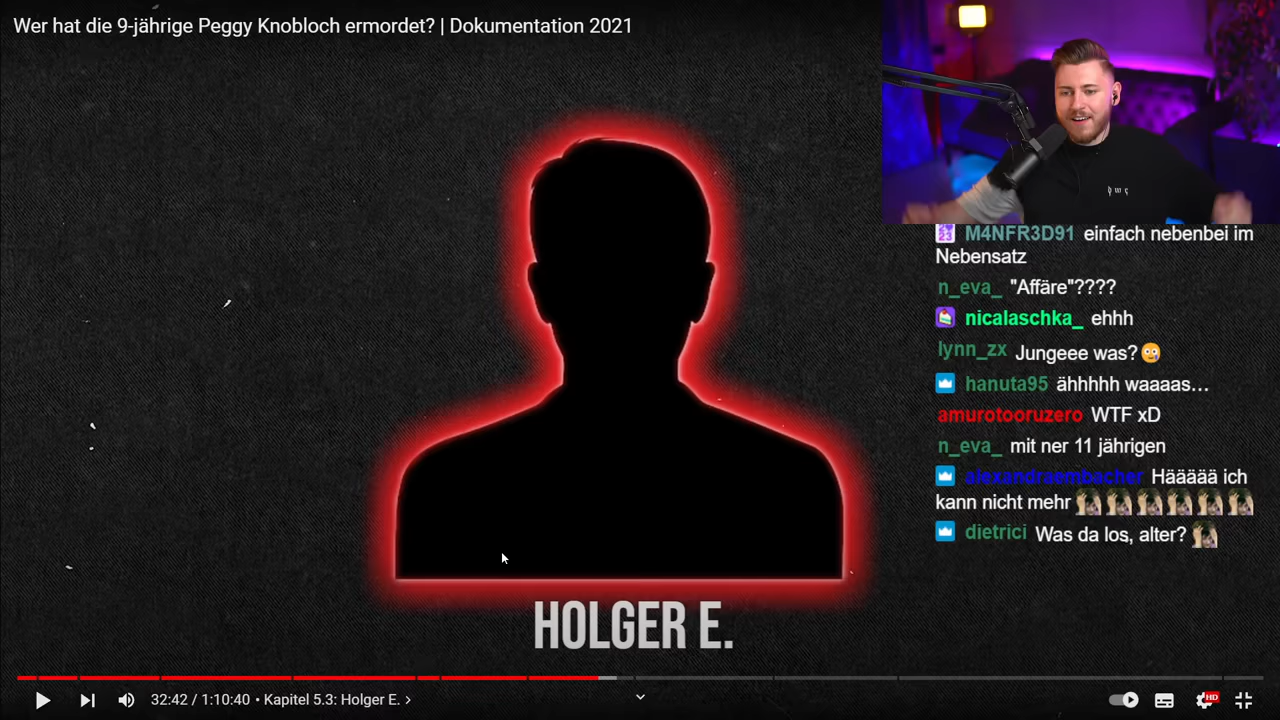 Wer hat die 9-jährige Peggy Knobloch ermordet? | Dokumentation 2021
M4NFR3D91 einfach nebenbei im
Nebensatz
n_eva_ "Affäre"????
nicalaschka_ ehhh
lynn_zx Jungeee was?
hanuta95 ähhhhh waaaas…
amurotooruzero WTF xD
n_eva_ mit ner 11 jährigen
alexandraembacher Häääää ich
kann nicht mehr
dietrici Was da los, alter?
HOLGER E.
32:42 / 1:10:40 • Kapitel 5.3: Holger E. >
HD